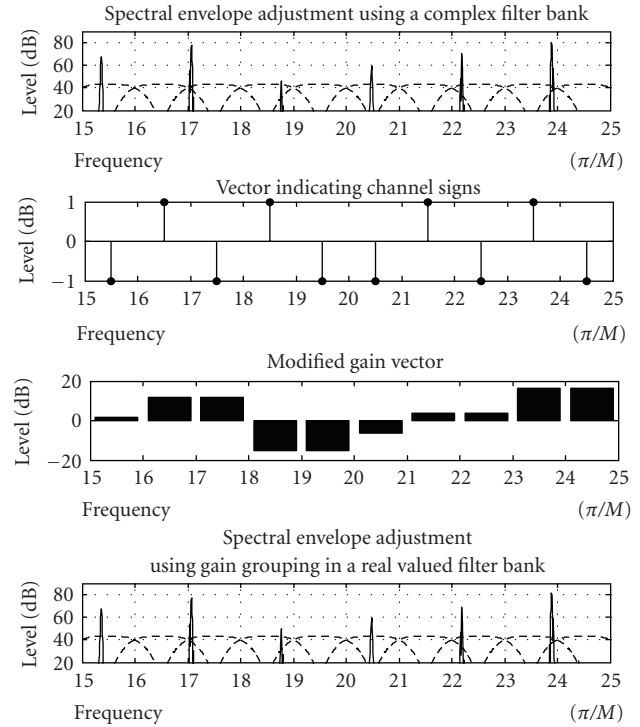 Spectral envelope adjustment using a complex filter bank
Level (dB)
80
60
40
20
15 16 17 18 19 20 21 22 23 24 25
Frequency (π/M)
Vector indicating channel signs
Level (dB)
1
0
−1
15 16 17 18 19 20 21 22 23 24 25
Frequency (π/M)
Modified gain vector
Level (dB)
20
0
−20
15 16 17 18 19 20 21 22 23 24 25
Frequency (π/M)
Spectral envelope adjustment
using gain grouping in a real valued filter bank
Level (dB)
80
60
40
20
15 16 17 18 19 20 21 22 23 24 25
Frequency (π/M)